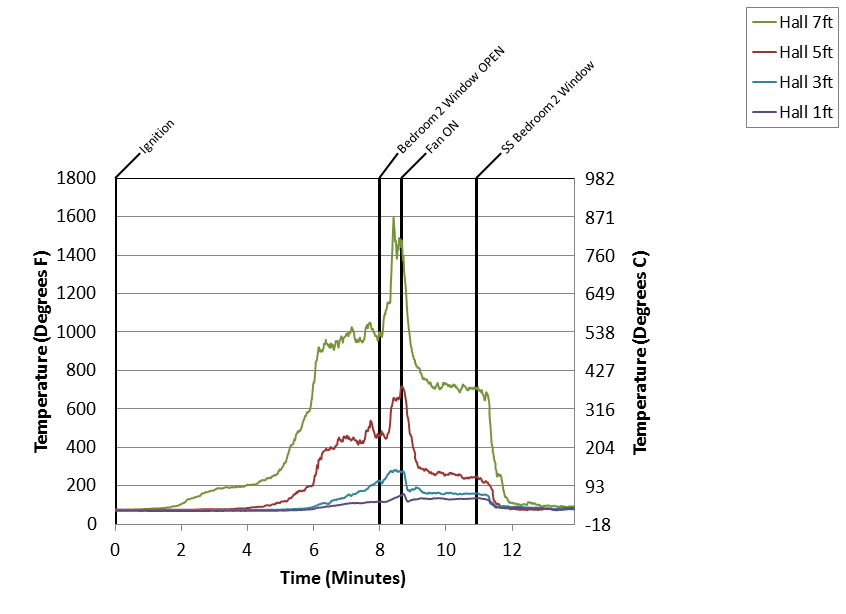 Hall 7ft
Hall 5ft
Hall 3ft
Hall 1ft
Ignition
Bedroom 2 Window OPEN
Fan ON
SS Bedroom 2 Window
Temperature (Degrees F)
1800
1600
1400
1200
1000
800
600
400
200
0
982
871
760
649
538
427
316
204
93
-18
Temperature (Degrees C)
0 2 4 6 8 10 12
Time (Minutes)